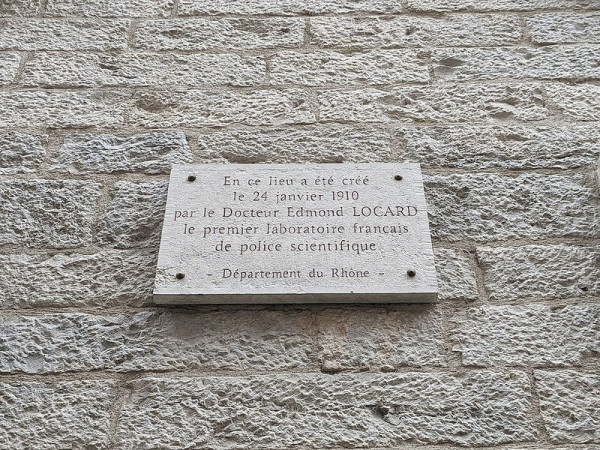 En ce lieu a été créé
le 24 janvier 1910
par le Docteur Edmond LOCARD
le premier laboratoire français
de police scientifique
- Département du Rhône -